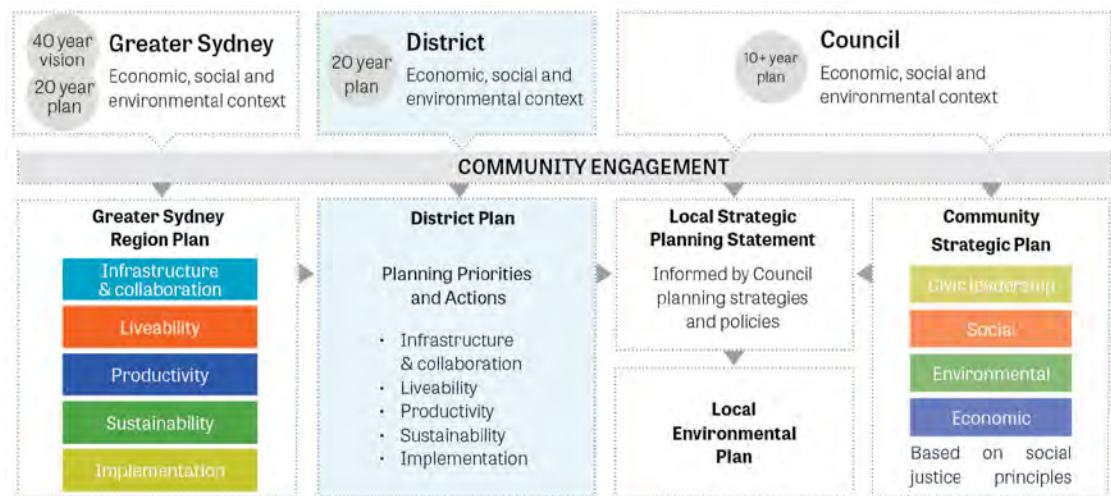 40 year
vision
20 year
plan
Greater Sydney
Economic, social and
environmental context
20 year
plan
District
Economic, social and
environmental context
10+ year
plan
Council
Economic, social and
environmental context
COMMUNITY ENGAGEMENT
Greater Sydney
Region Plan
Infrastructure
& collaboration
Liveability
Productivity
Sustainability
Implementation
District Plan
Planning Priorities
and Actions
• Infrastructure
& collaboration
• Liveability
• Productivity
• Sustainability
• Implementation
Local Strategic
Planning Statement
Informed by Council
planning strategies
and policies
Local
Environmental
Plan
Community
Strategic Plan
Civic leadership
Social
Environmental
Economic
Based on social
justice principles